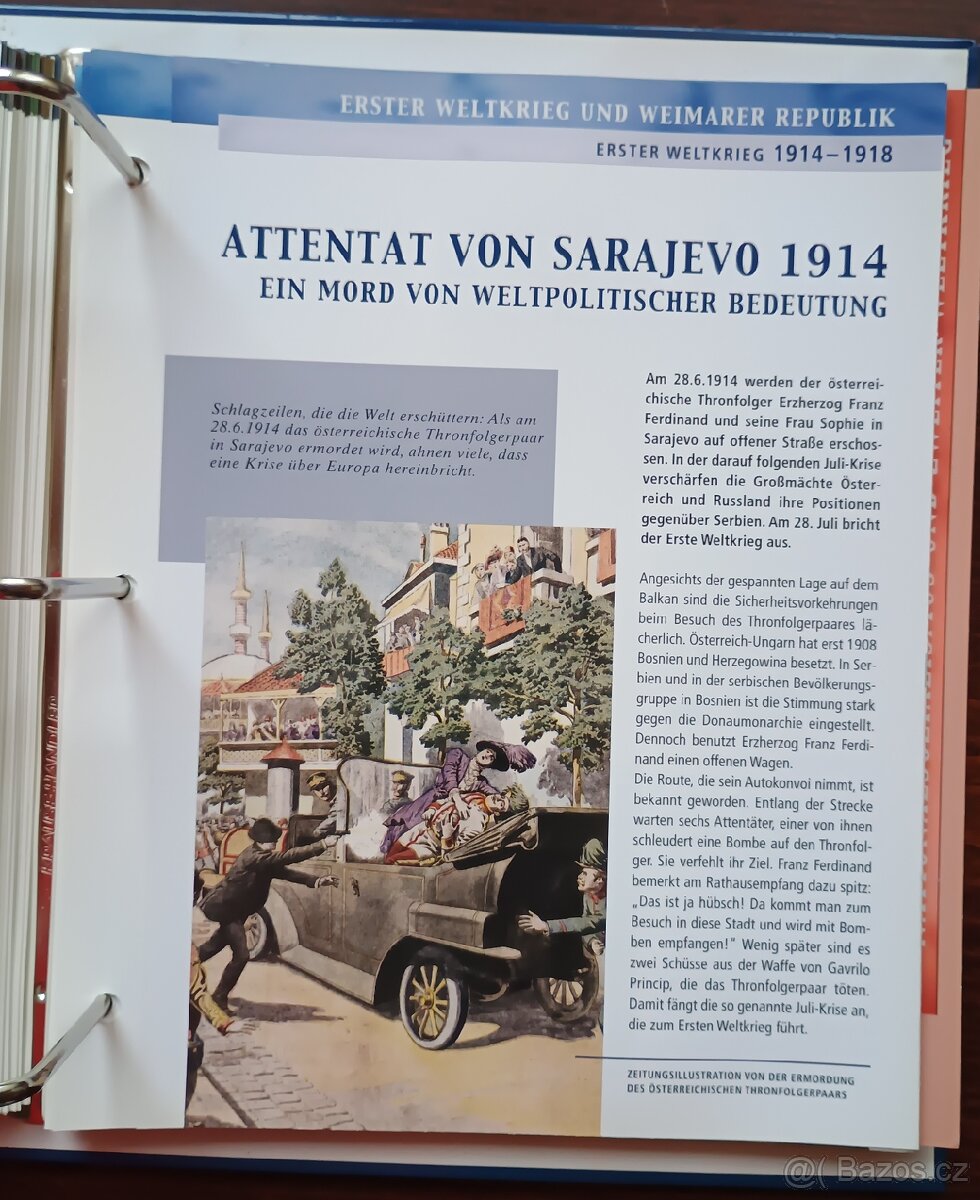 ERSTER WELTKRIEG UND WEIMARER REPUBLIK
ERSTER WELTKRIEG 1914–1918
ATTENTAT VON SARAJEVO 1914
EIN MORD VON WELTPOLITISCHER BEDEUTUNG
Schlagzeilen, die die Welt erschüttern: Als am
28.6.1914 das österreichische Thronfolgerpaar
in Sarajevo ermordet wird, ahnen viele, dass
eine Krise über Europa hereinbricht.
Am 28.6.1914 werden der österrei-
chische Thronfolger Erzherzog Franz
Ferdinand und seine Frau Sophie in
Sarajevo auf offener Straße erschos-
sen. In der darauf folgenden Juli-Krise
verschärfen die Großmächte Öster-
reich und Russland ihre Positionen
gegenüber Serbien. Am 28. Juli bricht
der Erste Weltkrieg aus.
Angesichts der gespannten Lage auf dem
Balkan sind die Sicherheitsvorkehrungen
beim Besuch des Thronfolgerpaares lä-
cherlich. Österreich-Ungarn hat erst 1908
Bosnien und Herzegowina besetzt. In Ser-
bien und in der serbischen Bevölkerungs-
gruppe in Bosnien ist die Stimmung stark
gegen die Donaumonarchie eingestellt.
Dennoch benutzt Erzherzog Franz Ferdi-
nand einen offenen Wagen.
Die Route, die sein Autokonvoi nimmt, ist
bekannt geworden. Entlang der Strecke
warten sechs Attentäter, einer von ihnen
schleudert eine Bombe auf den Thronfol-
ger. Sie verfehlt ihr Ziel. Franz Ferdinand
bemerkt am Rathausempfang dazu spitz:
„Das ist ja hübsch! Da kommt man zum
Besuch in diese Stadt und wird mit Bom-
ben empfangen!" Wenig später sind es
zwei Schüsse aus der Waffe von Gavrilo
Princip, die das Thronfolgerpaar töten.
Damit fängt die so genannte Juli-Krise an,
die zum Ersten Weltkrieg führt.
ZEITUNGSILLUSTRATION VON DER ERMORDUNG
DES ÖSTERREICHISCHEN THRONFOLGERPAARS
@( Bazos.cz